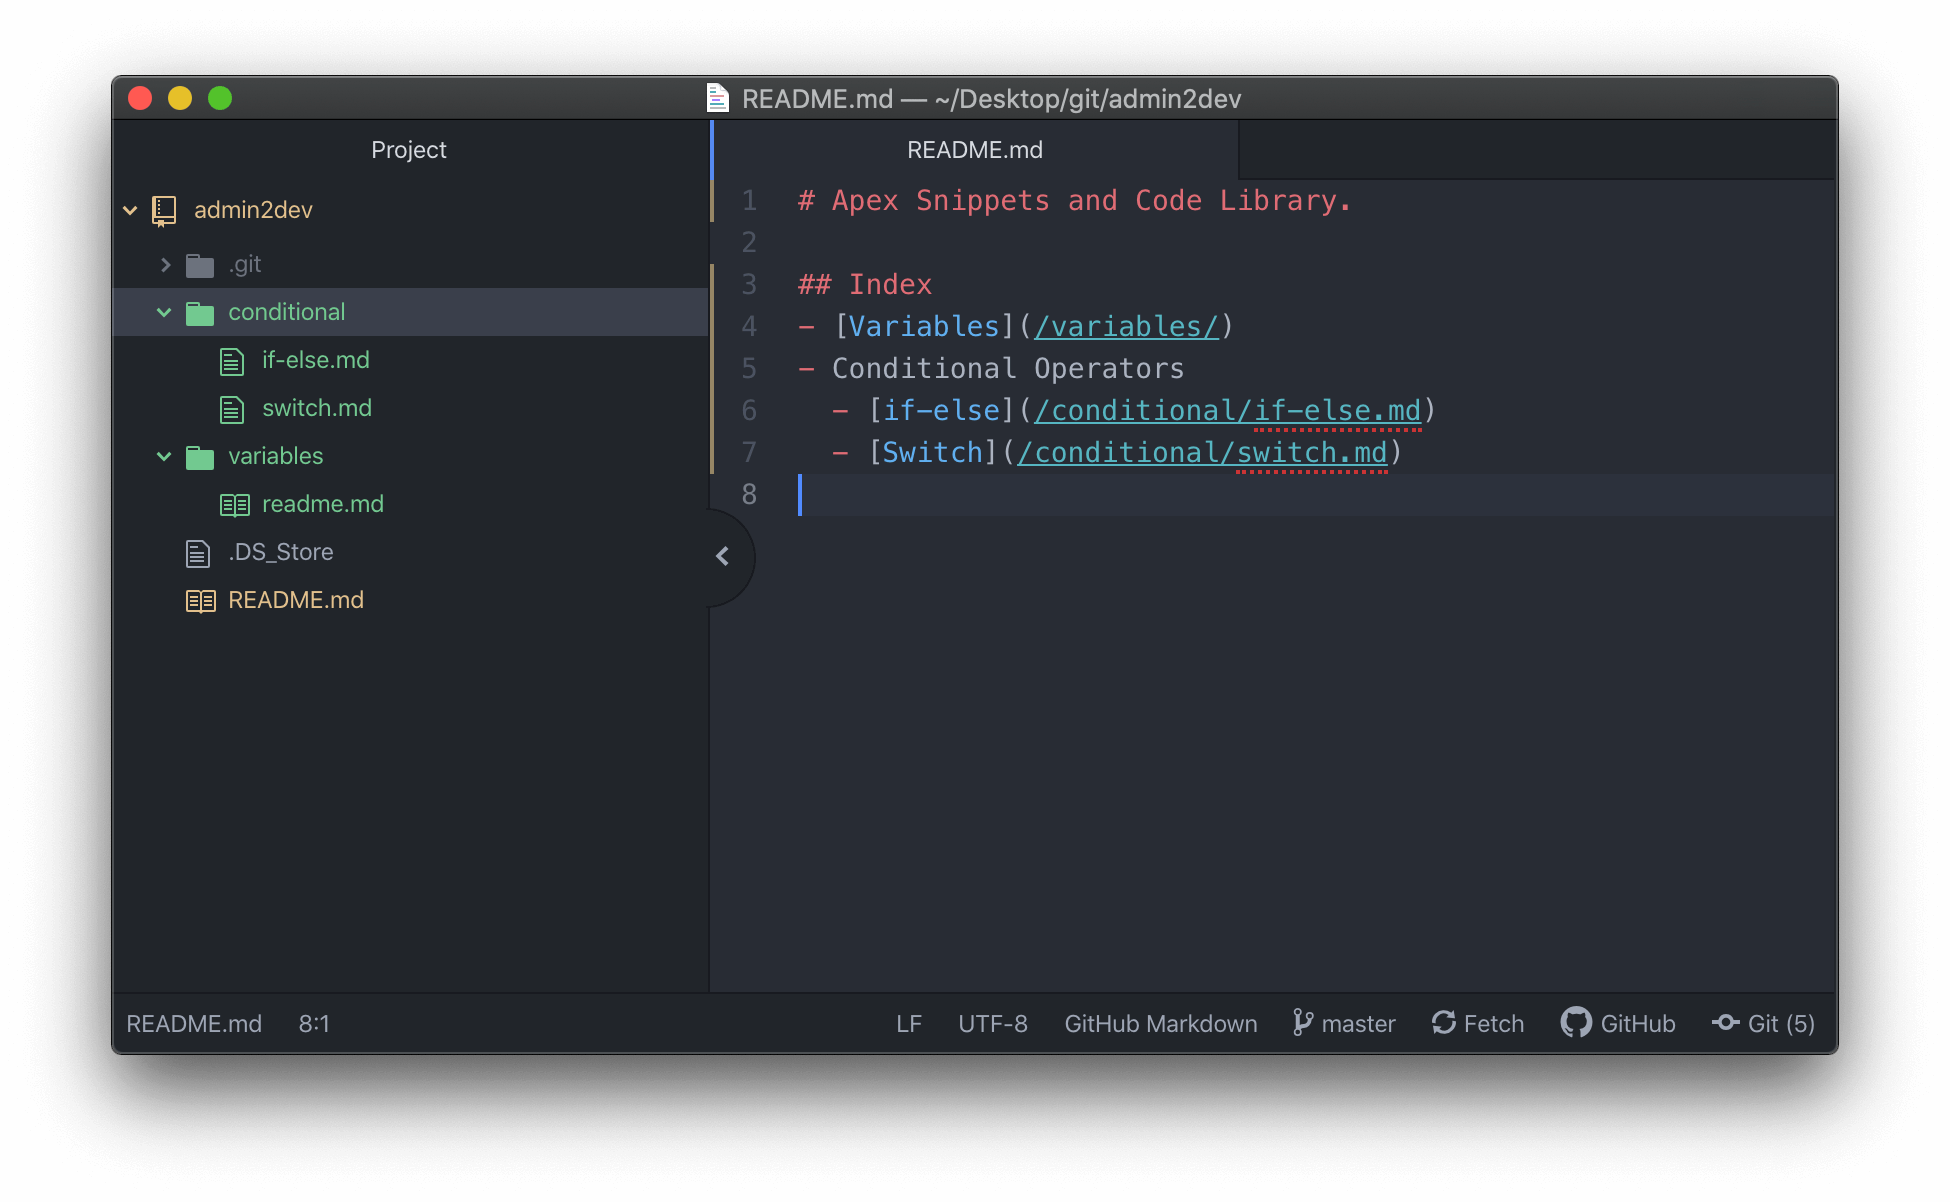 README.md — ~/Desktop/git/admin2dev
Project
admin2dev
.git
conditional
if-else.md
switch.md
variables
readme.md
.DS_Store
README.md
README.md
1 # Apex Snippets and Code Library.
2
3 ## Index
4 - [Variables](/variables/)
5 - Conditional Operators
6 - [if-else](/conditional/if-else.md)
7 - [Switch](/conditional/switch.md)
8
README.md 8:1 LF UTF-8 GitHub Markdown master Fetch GitHub Git (5)